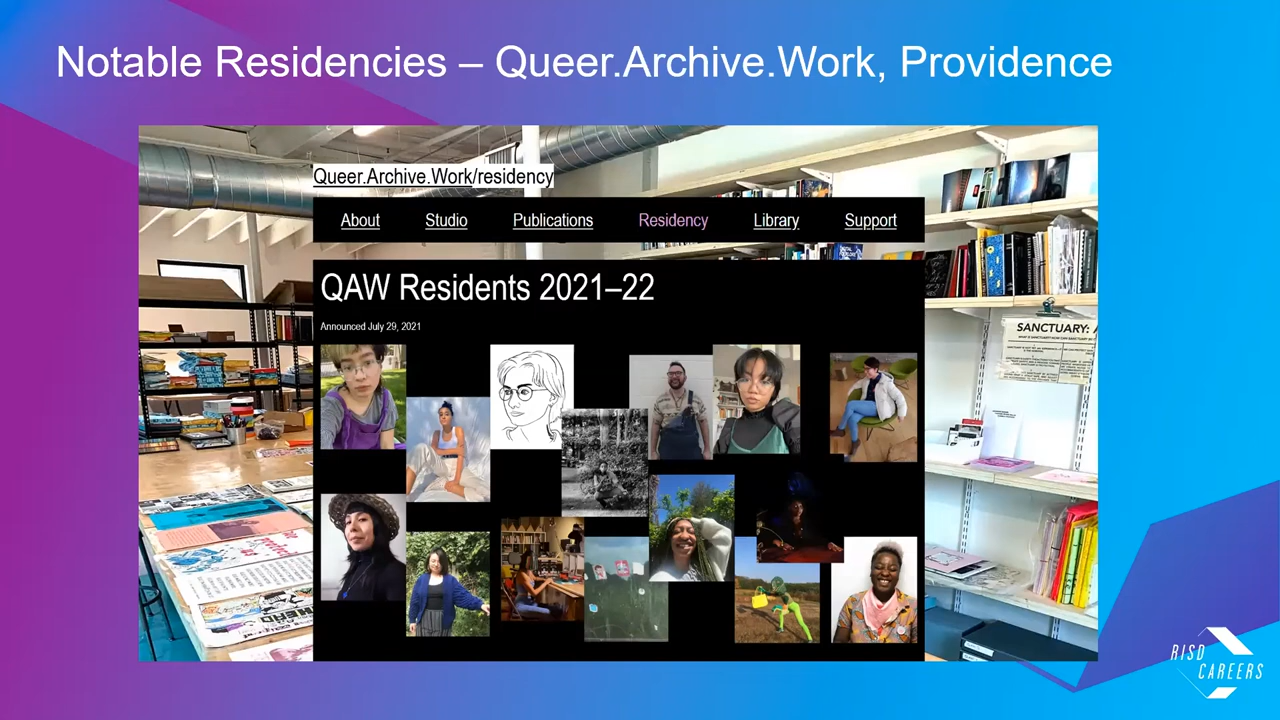 Notable Residencies – Queer.Archive.Work, Providence
Queer.Archive.Work/residency
About Studio Publications Residency Library Support
QAW Residents 2021–22
Announced July 29, 2021
SANCTUARY:
RISD
CAREERS